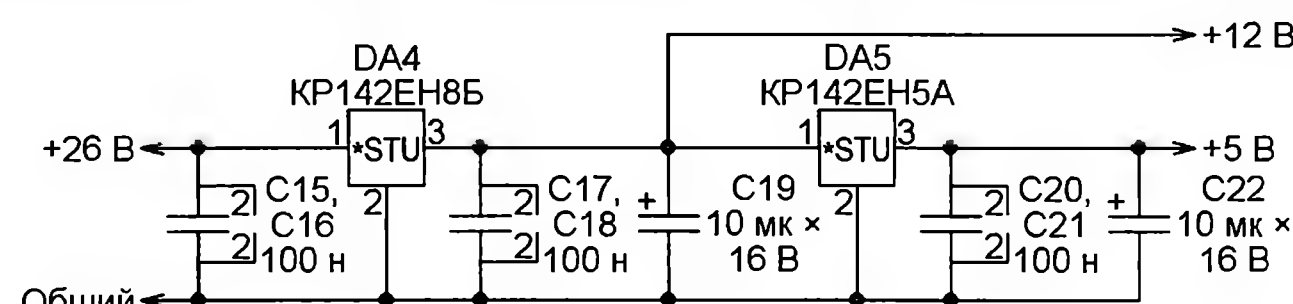 +12 В
DA4
КР142ЕН8Б
DA5
КР142ЕН5А
+26 В
1
*STU
3
1
*STU
3
+5 В
2
C15,
C16
100 н
2
2
2
C17,
C18
100 н
2
2
+
C19
10 мк ×
16 В
2
C20,
C21
100 н
2
2
+
C22
10 мк ×
16 В
Общий